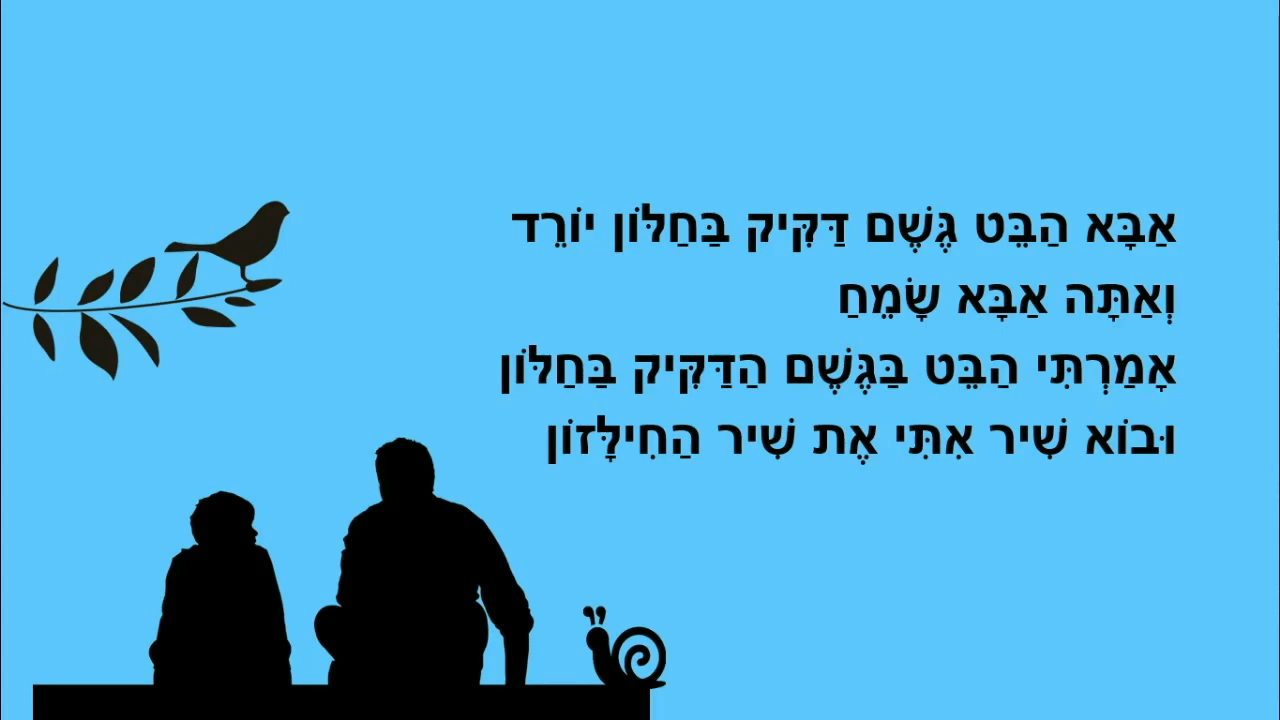 אַבָּא הַבֵּט גֶּשֶׁם דַּקִּיק בַּחַלּוֹן יוֹרֵד
וְאַתָּה אַבָּא שָׂמֵחַ
אָמַרְתִּי הַבֵּט בַּגֶּשֶׁם הַדַּקִּיק בַּחַלּוֹן
וּבוֹא שִׁיר אִתִּי אֶת שִׁיר הַחִילָּזוֹן